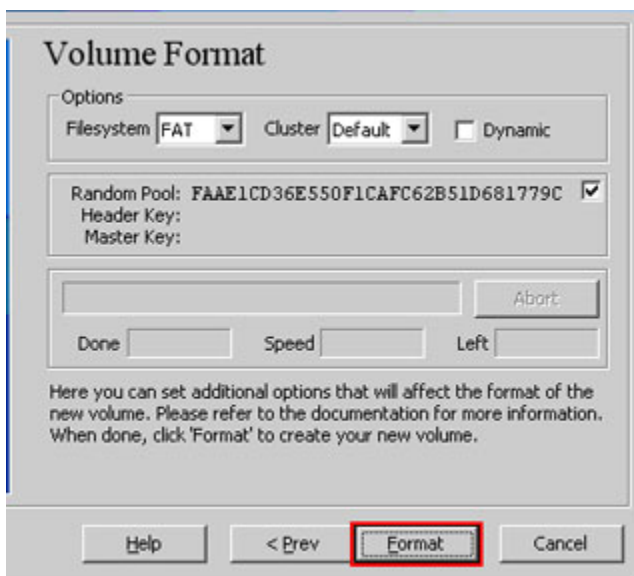 Volume Format
Options
Filesystem FAT Cluster Default Dynamic
Random Pool: FAAE1CD36E550F1CAFC62B51D681779C
Header Key:
Master Key:
Abort
Done Speed Left
Here you can set additional options that will affect the format of the
new volume. Please refer to the documentation for more information.
When done, click 'Format' to create your new volume.
Help < Prev Format Cancel